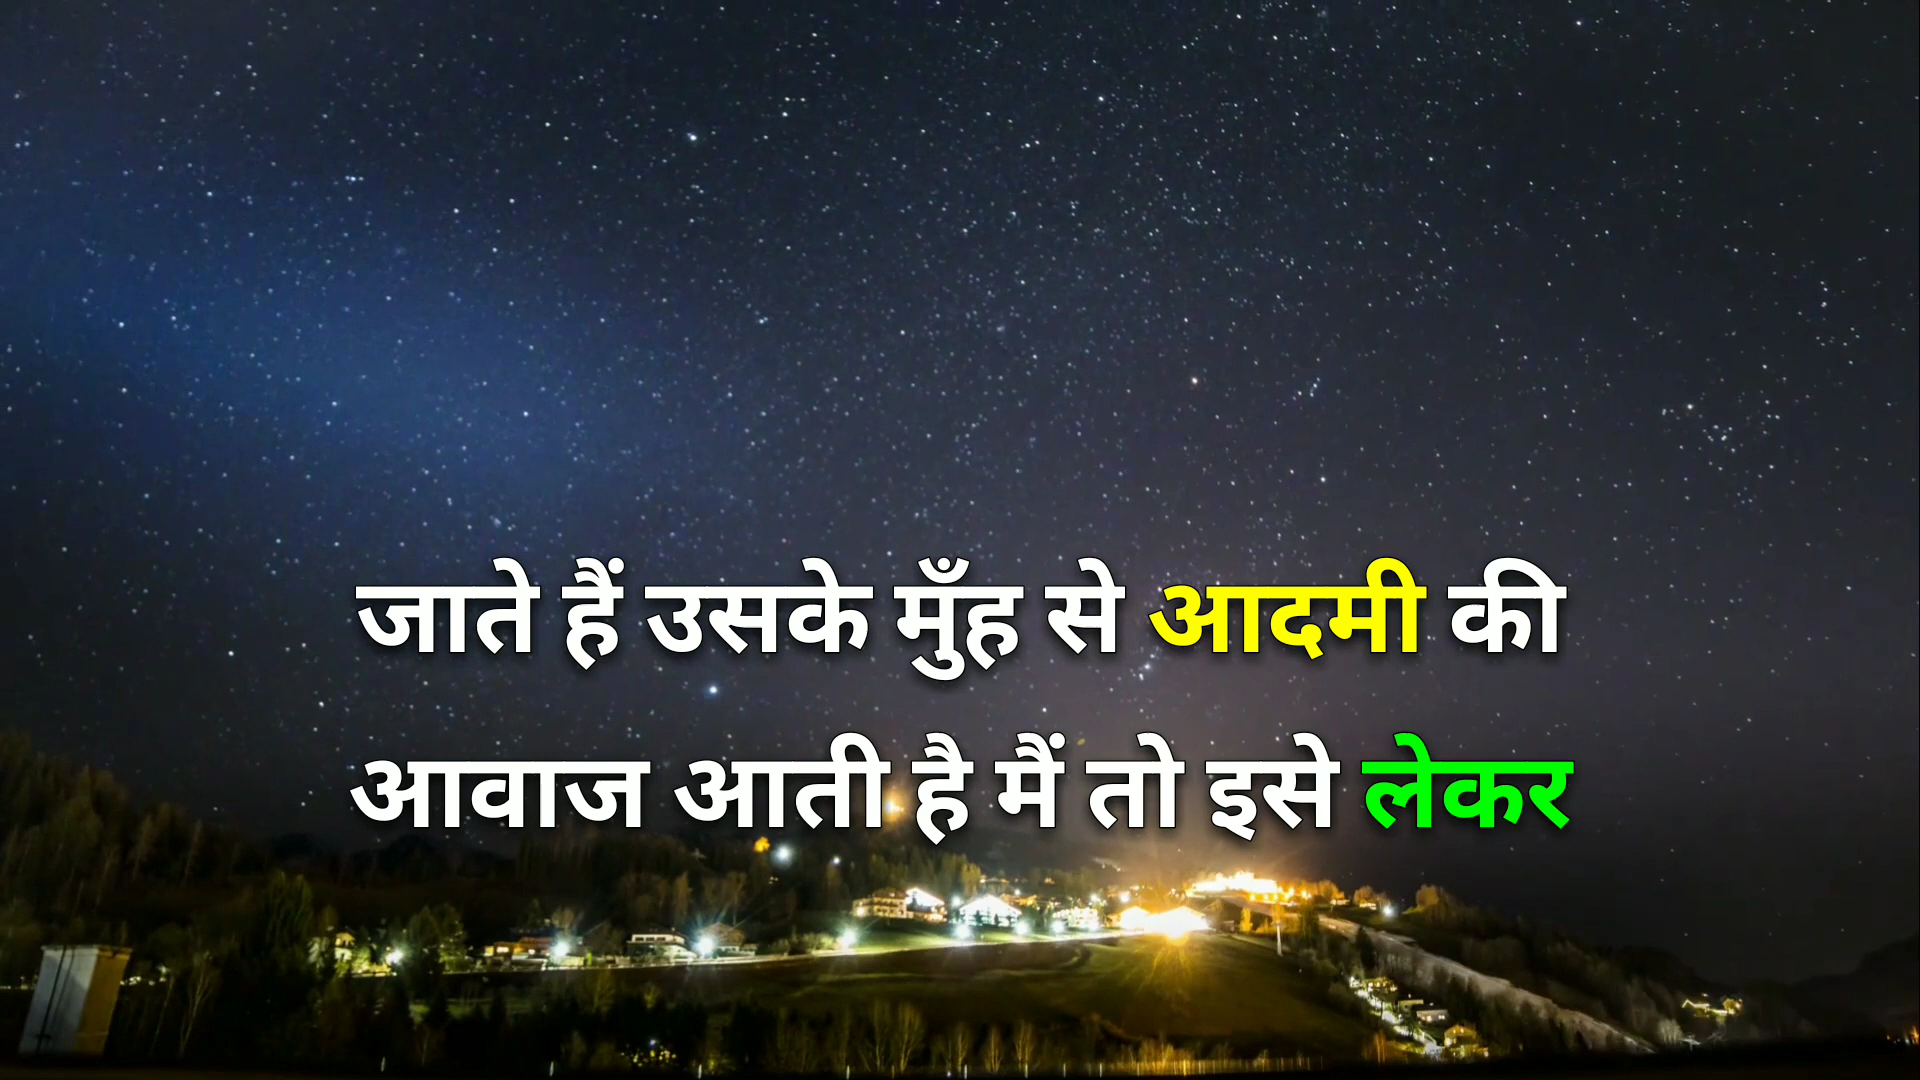 जाते हैं उसके मुँह से आदमी की
आवाज आती है मैं तो इसे लेकर